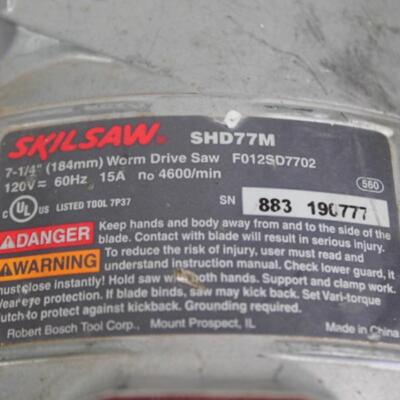 SKILSAW® SHD77M
7-1/4" (184mm) Worm Drive Saw F012SD7702
120V~ 60Hz 15A no 4600/min
560
C UL US LISTED TOOL 7P37
SN 883 196777
DANGER Keep hands and body away from and to the side of the
blade. Contact with blade will result in serious injury.
WARNING To reduce the risk of injury, user must read and
understand instruction manual. Check lower guard, it
must close instantly! Hold saw with both hands. Support and clamp work.
Wear eye protection. If blade binds, saw may kick back. Set Vari-torque
clutch to protect against kickback. Grounding required.
Robert Bosch Tool Corp., Mount Prospect, IL Made in China